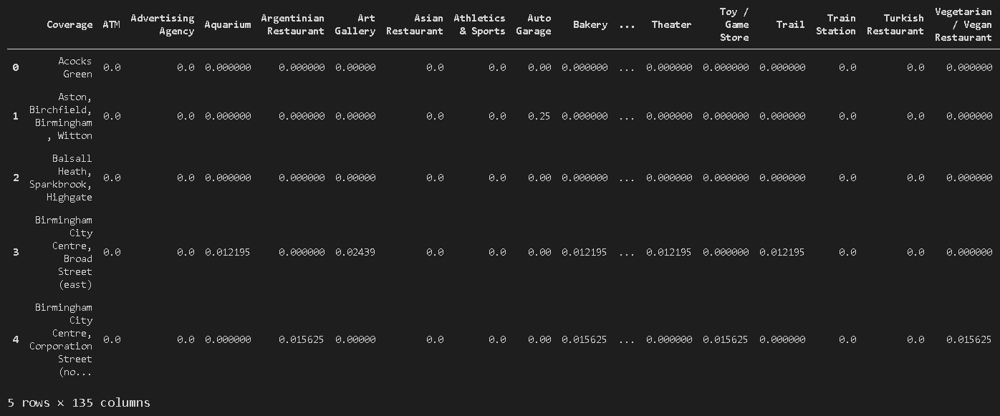 Coverage ATM Advertising Agency Aquarium Argentinian Restaurant Art Gallery Asian Restaurant Athletics & Sports Auto Garage Bakery ... Theater Toy / Game Store Trail Train Station Turkish Restaurant Vegetarian / Vegan Restaurant
0 Acocks Green 0.0 0.0 0.000000 0.000000 0.00000 0.0 0.0 0.00 0.000000 ... 0.000000 0.000000 0.000000 0.0 0.0 0.000000
1 Aston, Birchfield, Birmingham , Witton 0.0 0.0 0.000000 0.000000 0.00000 0.0 0.0 0.25 0.000000 ... 0.000000 0.000000 0.000000 0.0 0.0 0.000000
2 Balsall Heath, Sparkbrook, Highgate 0.0 0.0 0.000000 0.000000 0.00000 0.0 0.0 0.00 0.000000 ... 0.000000 0.000000 0.000000 0.0 0.0 0.000000
3 Birmingham City Centre, Broad Street (east) 0.0 0.0 0.012195 0.000000 0.02439 0.0 0.0 0.00 0.012195 ... 0.012195 0.000000 0.012195 0.0 0.0 0.000000
4 Birmingham City Centre, Corporation Street (no... 0.0 0.0 0.000000 0.015625 0.00000 0.0 0.0 0.00 0.015625 ... 0.000000 0.015625 0.000000 0.0 0.0 0.015625
5 rows × 135 columns